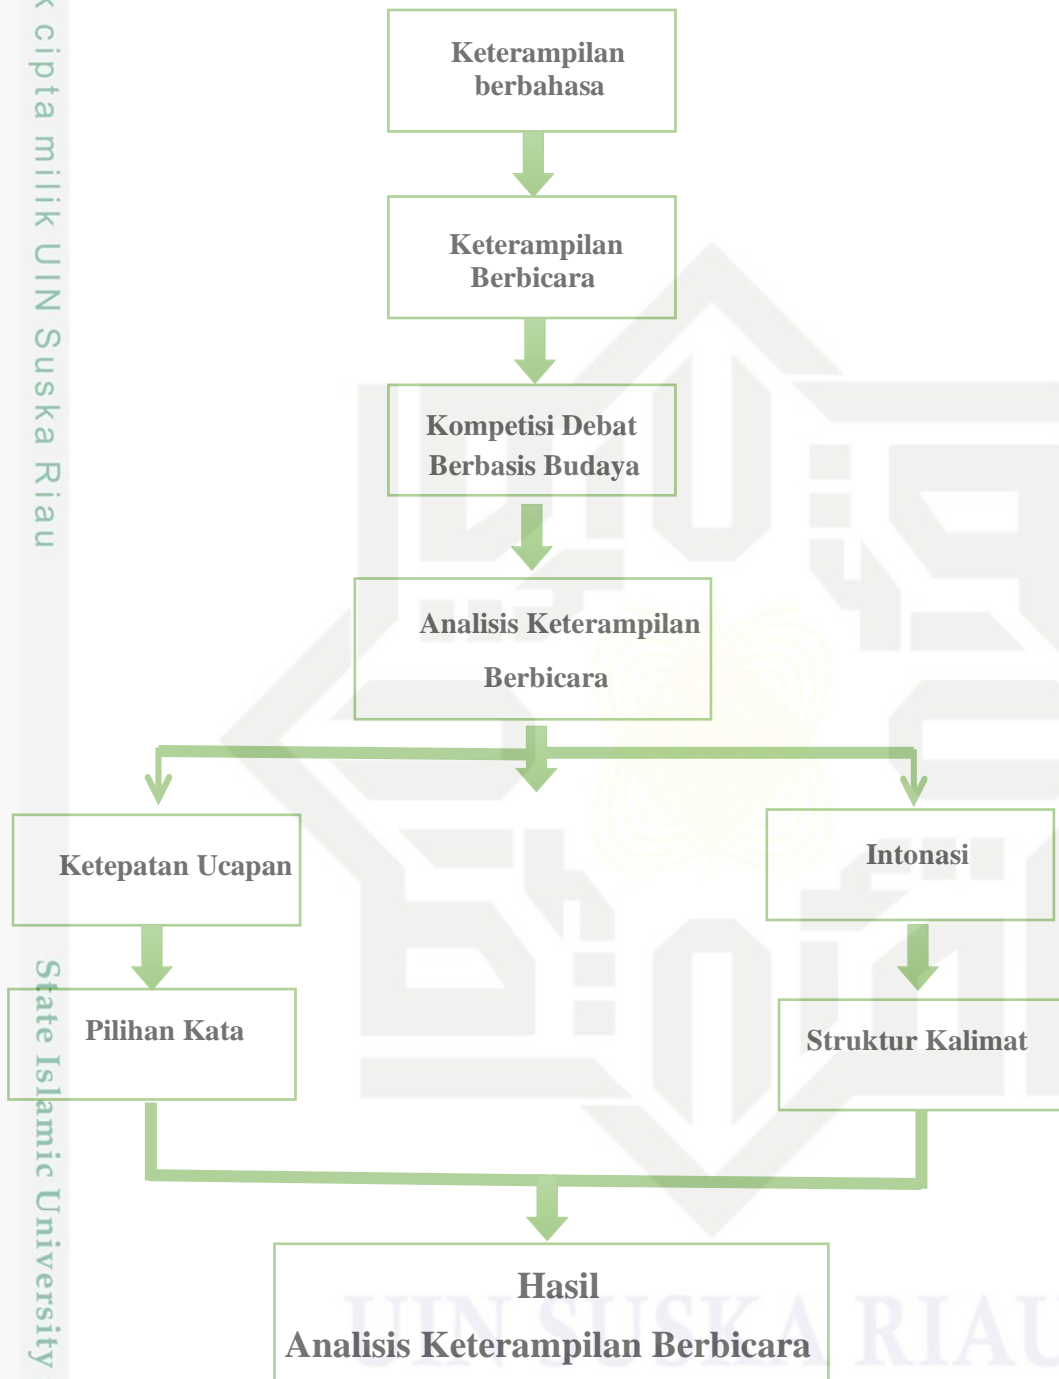 k cipta milik UIN Suska Riau
State Islamic University
Keterampilan
berbahasa
Keterampilan
Berbicara
Kompetisi Debat
Berbasis Budaya
Analisis Keterampilan
Berbicara
Ketepatan Ucapan
Intonasi
Pilihan Kata
Struktur Kalimat
Hasil
Analisis Keterampilan Berbicara
UIN SUSKA RIAU